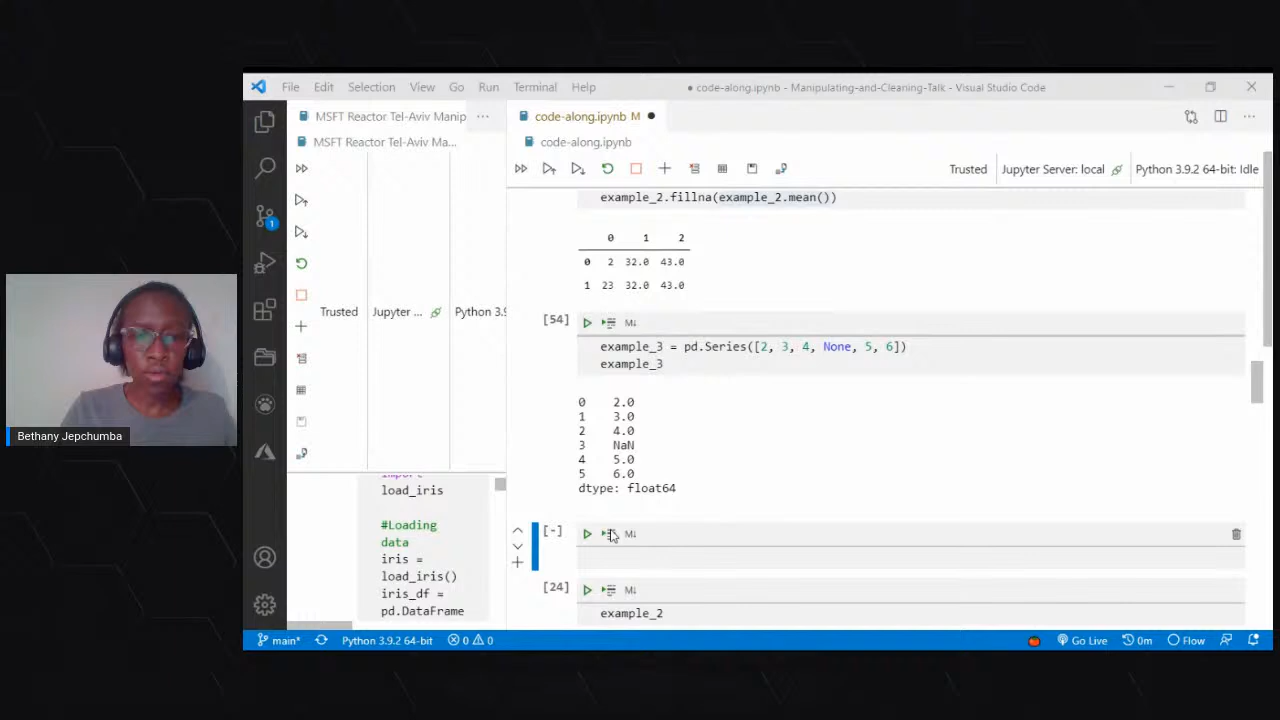 File Edit Selection View Go Run Terminal Help
● code-along.ipynb - Manipulating-and-Cleaning-Talk - Visual Studio Code
MSFT Reactor Tel-Aviv Manip ...
code-along.ipynb M ●
MSFT Reactor Tel-Aviv Ma...
code-along.ipynb
Trusted
Jupyter Server: local
Python 3.9.2 64-bit: Idle
example_2.fillna(example_2.mean())
0 1 2
0 2 32.0 43.0
1 23 32.0 43.0
Trusted
Jupyter ...
Python 3.9
[54]
M↓
example_3 = pd.Series([2, 3, 4, None, 5, 6])
example_3
0 2.0
1 3.0
2 4.0
3 NaN
4 5.0
5 6.0
dtype: float64
import
load_iris
#Loading
data
iris =
load_iris()
iris_df =
pd.DataFrame
[-]
M↓
[24]
M↓
example_2
1
Bethany Jepchumba
main*
Python 3.9.2 64-bit
0
0
Go Live
0m
Flow